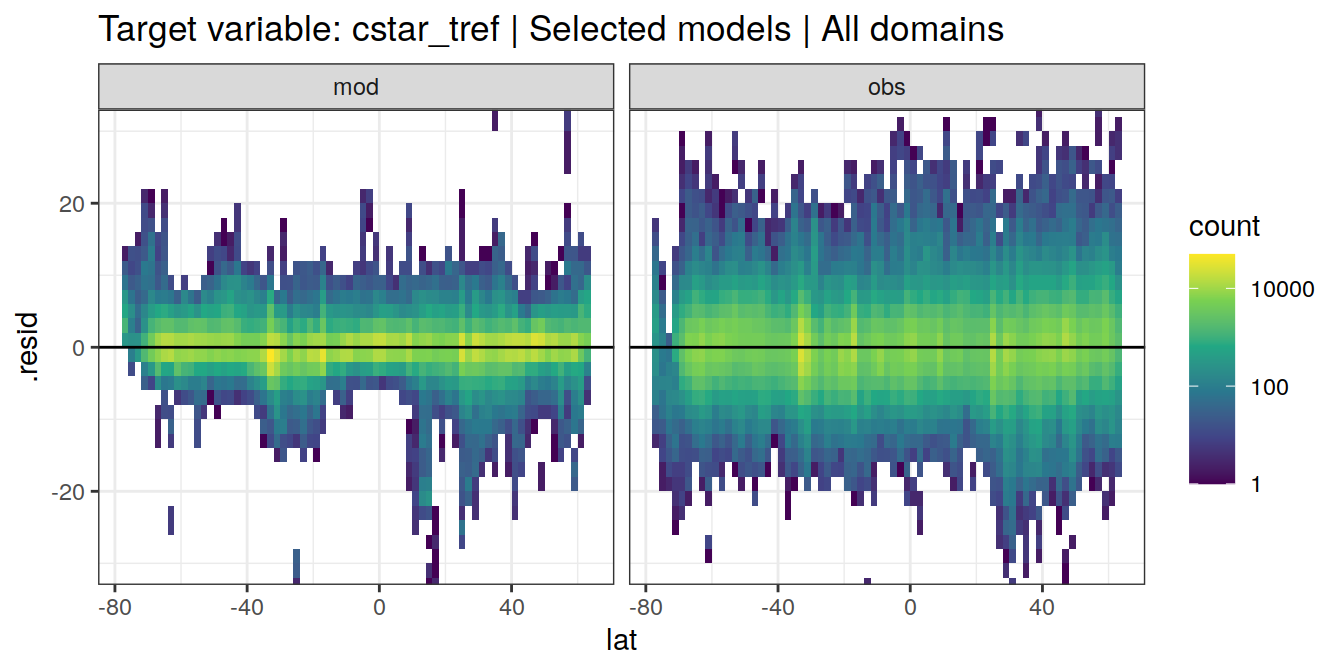 Target variable: cstar_tref | Selected models | All domains
mod
obs
.resid
20
0
-20
-80
-40
0
40
-80
-40
0
40
lat
count
10000
100
1